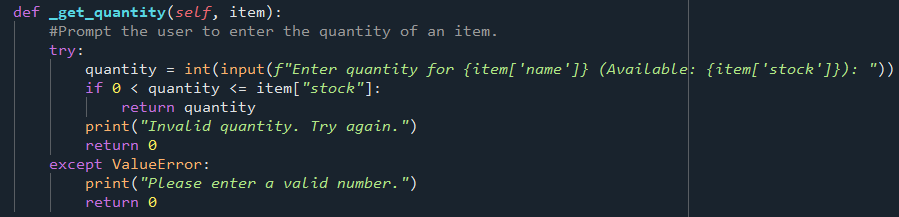 def _get_quantity(self, item):
    #Prompt the user to enter the quantity of an item.
    try:
        quantity = int(input(f"Enter quantity for {item['name']} (Available: {item['stock']}): "))
        if 0 < quantity <= item["stock"]:
            return quantity
        print("Invalid quantity. Try again.")
        return 0
    except ValueError:
        print("Please enter a valid number.")
        return 0